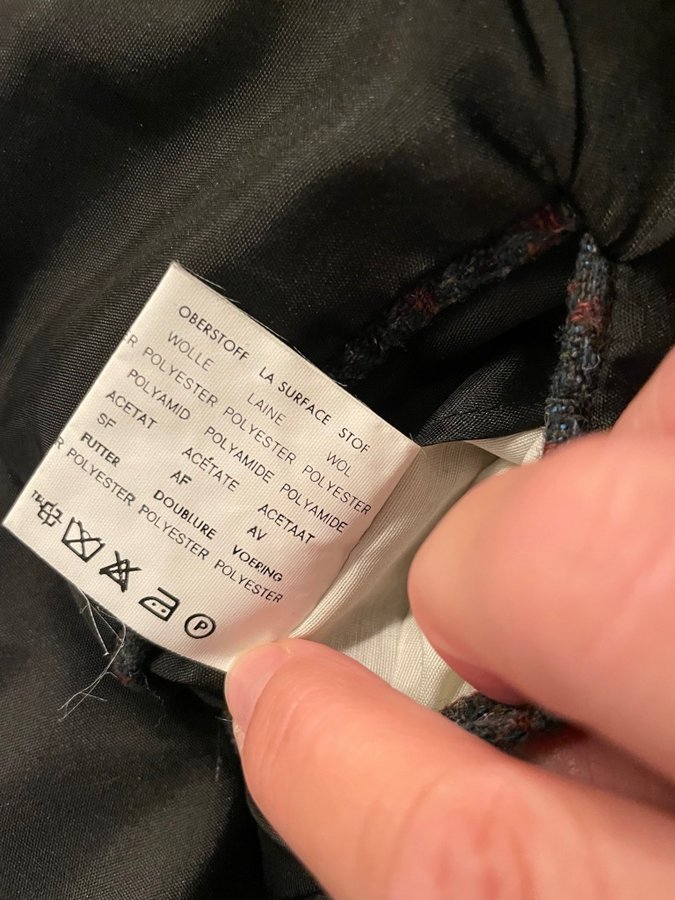 OBERSTOFF LA SURFACE STOF
WOLLE LAINE WOL
R POLYESTER POLYESTER POLYESTER
POLYAMID POLYAMIDE POLYAMIDE
ACETAT ACÉTATE ACETAAT
SF AF AV
FUTTER DOUBLURE VOERING
R POLYESTER POLYESTER POLYESTER
TM P